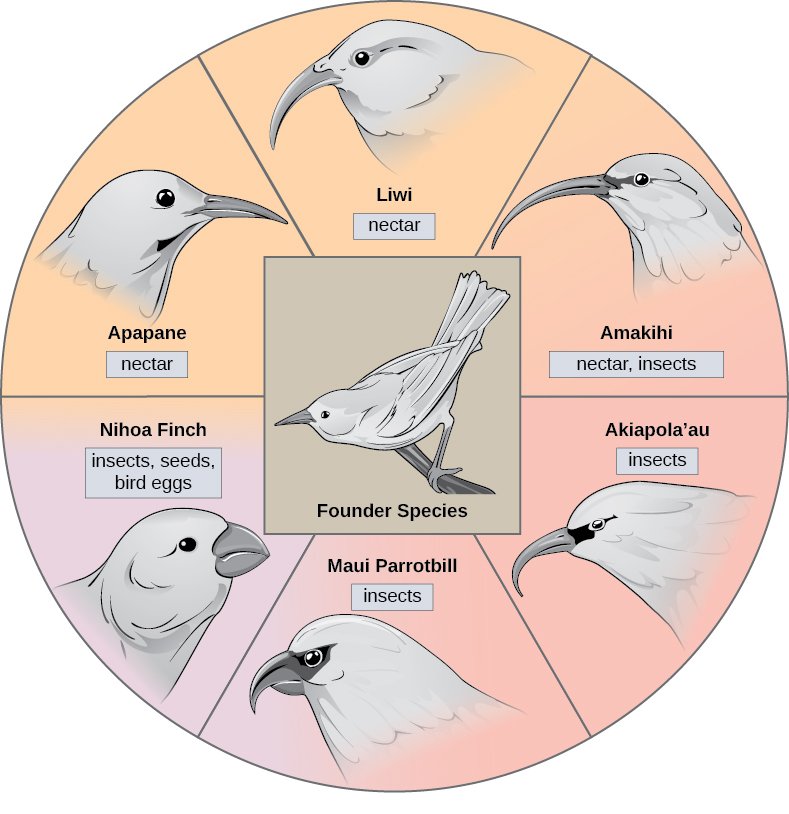 Liwi
nectar
Apapane
nectar
Amakihi
nectar, insects
Nihoa Finch
insects, seeds,
bird eggs
Akiapola’au
insects
Founder Species
Maui Parrotbill
insects